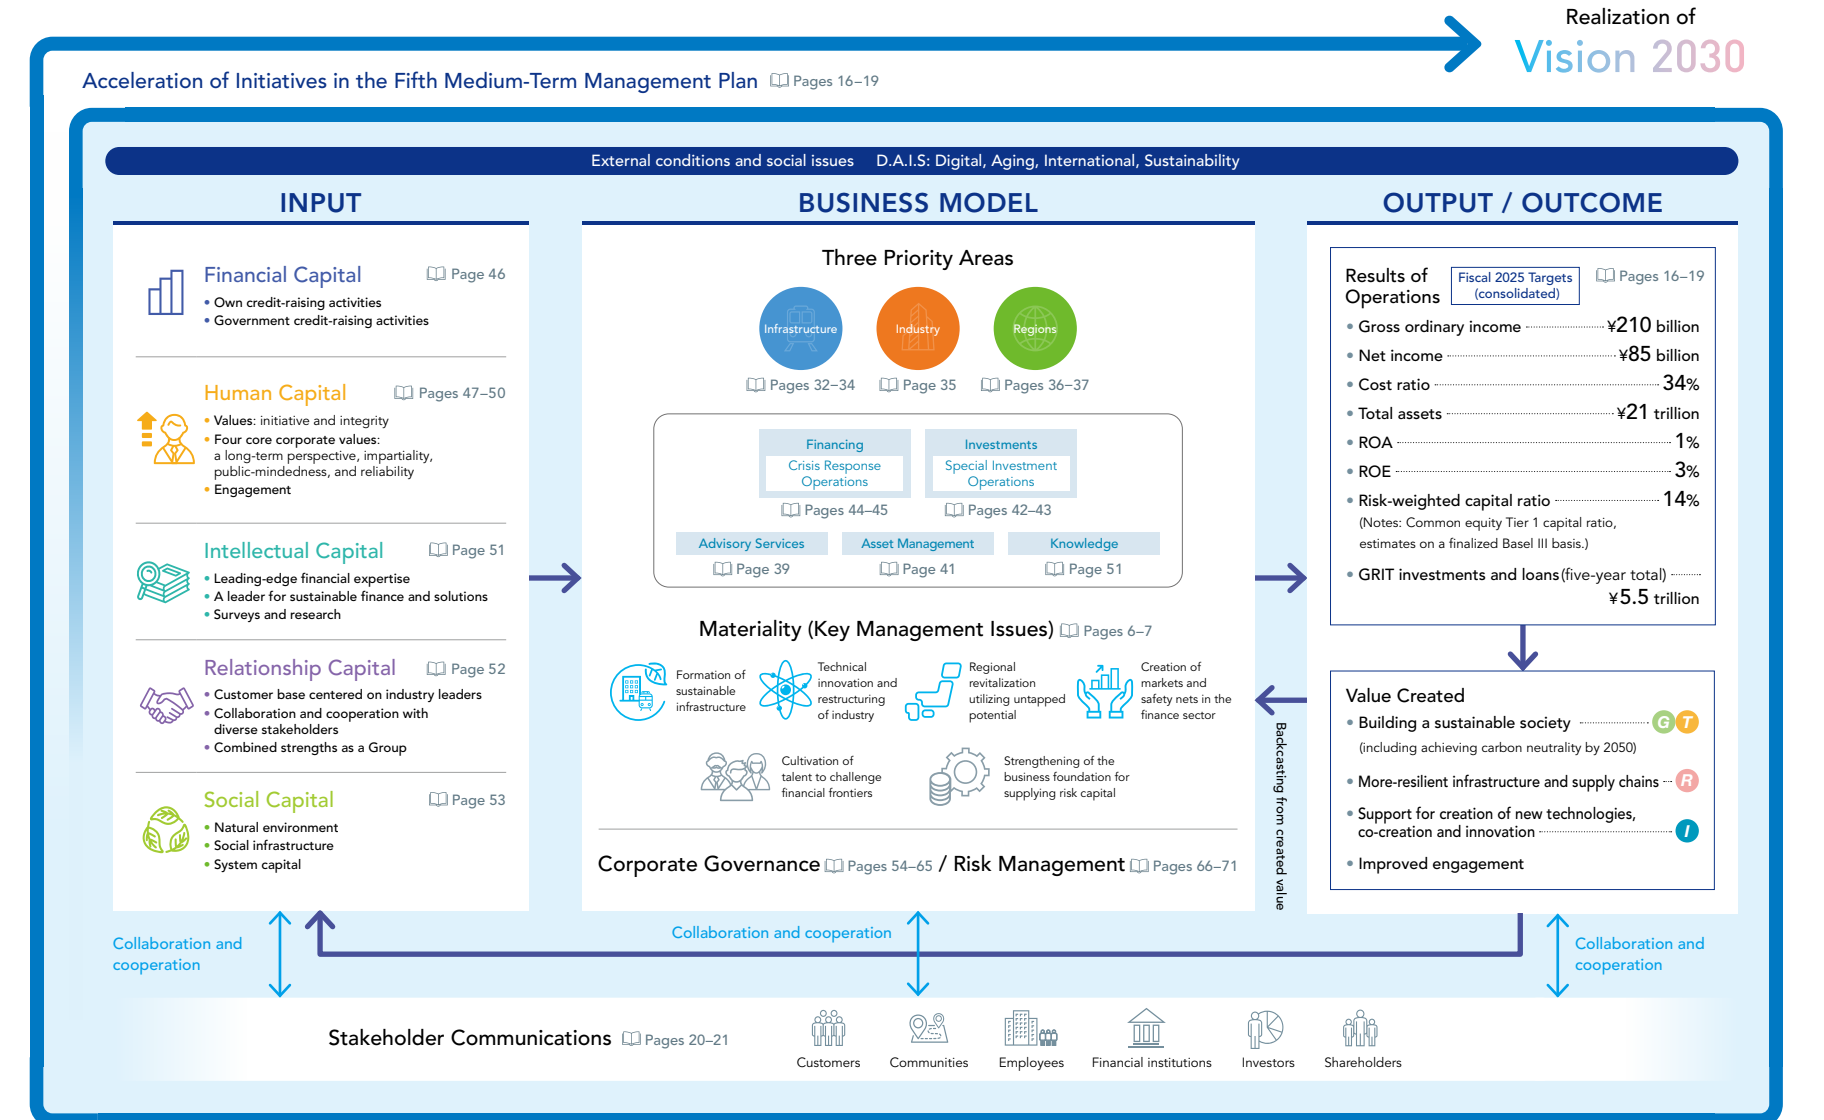 Realization of
Vision 2030
Acceleration of Initiatives in the Fifth Medium-Term Management Plan Pages 16–19
External conditions and social issues D.A.I.S: Digital, Aging, International, Sustainability
INPUT
Financial Capital Page 46
• Own credit-raising activities
• Government credit-raising activities
Human Capital Pages 47–50
• Values: initiative and integrity
• Four core corporate values:
a long-term perspective, impartiality,
public-mindedness, and reliability
• Engagement
Intellectual Capital Page 51
• Leading-edge financial expertise
• A leader for sustainable finance and solutions
• Surveys and research
Relationship Capital Page 52
• Customer base centered on industry leaders
• Collaboration and cooperation with
diverse stakeholders
• Combined strengths as a Group
Social Capital Page 53
• Natural environment
• Social infrastructure
• System capital
BUSINESS MODEL
Three Priority Areas
Infrastructure Industry Regions
Pages 32–34 Page 35 Pages 36–37
Financing Investments
Crisis Response Special Investment
Operations Operations
Pages 44–45 Pages 42–43
Advisory Services Asset Management Knowledge
Page 39 Page 41 Page 51
Materiality (Key Management Issues) Pages 6–7
Formation of
sustainable
infrastructure
Technical
innovation and
restructuring
of industry
Regional
revitalization
utilizing untapped
potential
Creation of
markets and
safety nets in the
finance sector
Cultivation of
talent to challenge
financial frontiers
Strengthening of the
business foundation for
supplying risk capital
Corporate Governance Pages 54–65 / Risk Management Pages 66–71
OUTPUT / OUTCOME
Results of
Operations
Fiscal 2025 Targets
(consolidated)
Pages 16–19
• Gross ordinary income ¥210 billion
• Net income ¥85 billion
• Cost ratio 34%
• Total assets ¥21 trillion
• ROA 1%
• ROE 3%
• Risk-weighted capital ratio 14%
(Notes: Common equity Tier 1 capital ratio,
estimates on a finalized Basel III basis.)
• GRIT investments and loans (five-year total)
¥5.5 trillion
Value Created
• Building a sustainable society G T
(including achieving carbon neutrality by 2050)
• More-resilient infrastructure and supply chains R
• Support for creation of new technologies,
co-creation and innovation I
• Improved engagement
Backcasting from created value
Collaboration and
cooperation
Collaboration and cooperation
Collaboration and
cooperation
Stakeholder Communications Pages 20–21
Customers Communities Employees Financial institutions Investors Shareholders